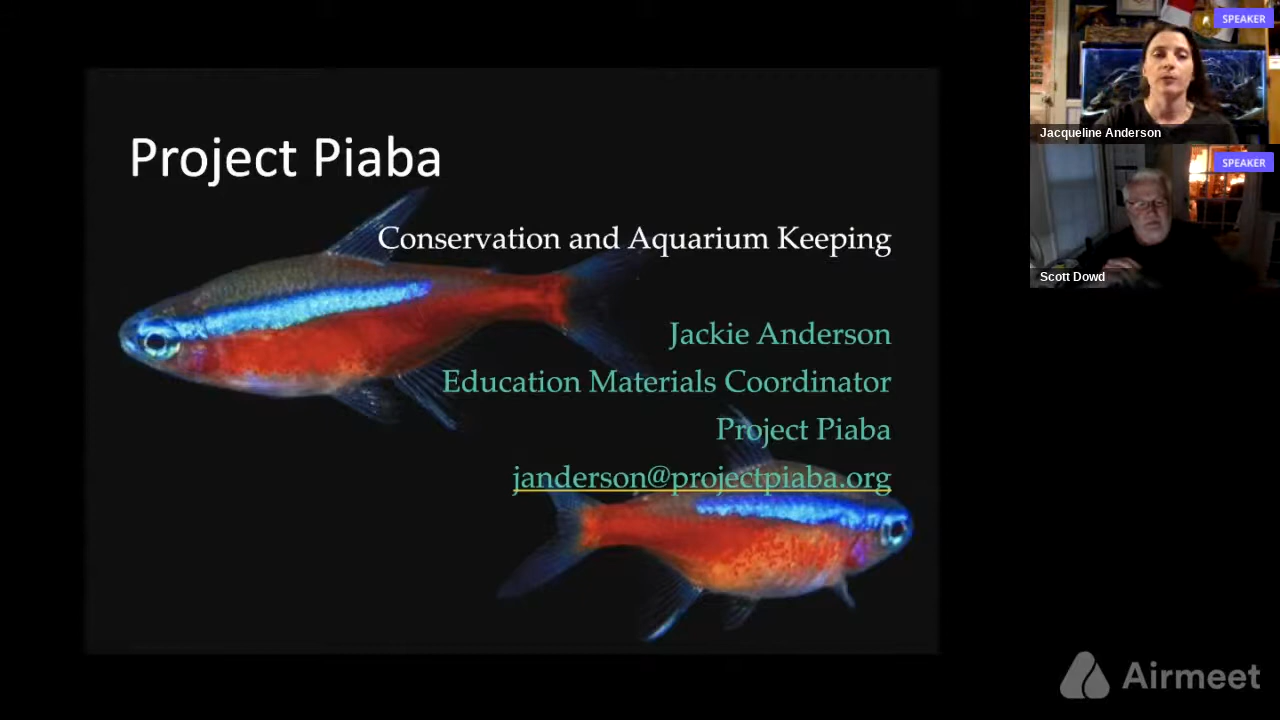 Project Piaba
Conservation and Aquarium Keeping
Jackie Anderson
Education Materials Coordinator
Project Piaba
janderson@projectpiaba.org
SPEAKER
Jacqueline Anderson
SPEAKER
Scott Dowd
Airmeet